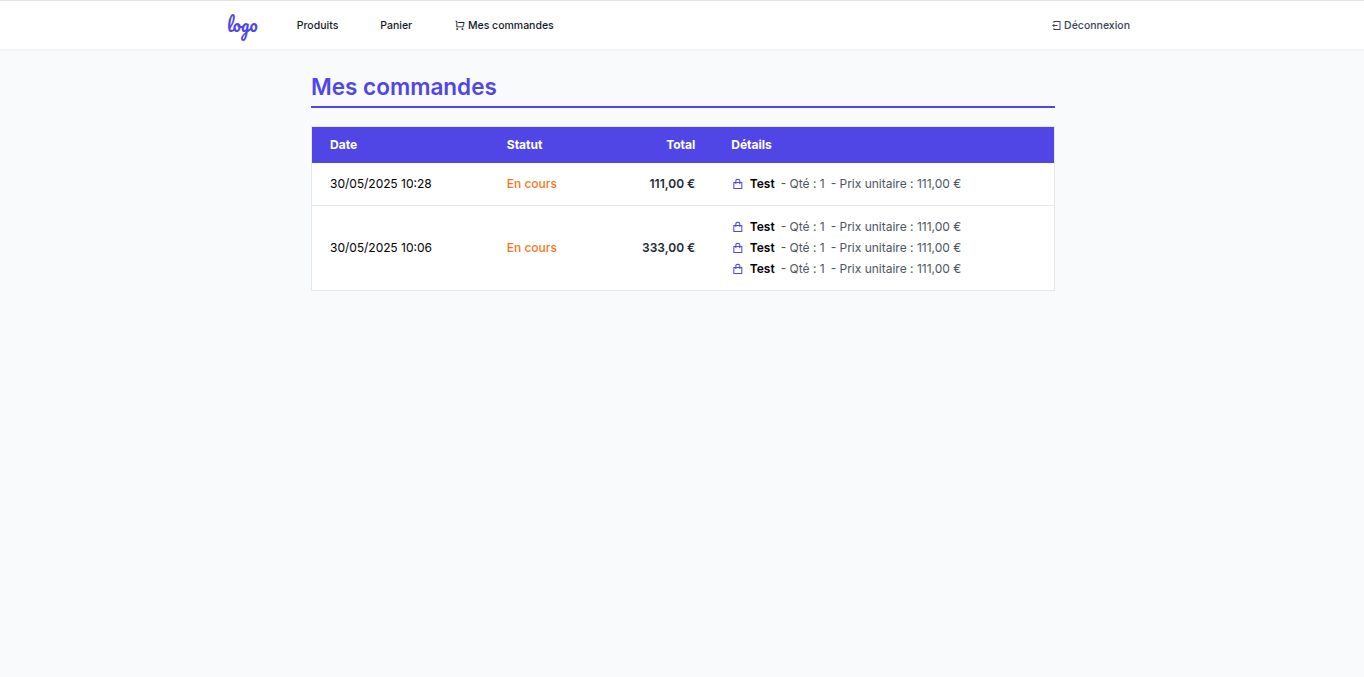 logo Produits Panier Mes commandes Déconnexion
Mes commandes
Date Statut Total Détails
30/05/2025 10:28 En cours 111,00 € Test - Qté : 1 - Prix unitaire : 111,00 €
Test - Qté : 1 - Prix unitaire : 111,00 €
30/05/2025 10:06 En cours 333,00 € Test - Qté : 1 - Prix unitaire : 111,00 €
Test - Qté : 1 - Prix unitaire : 111,00 €